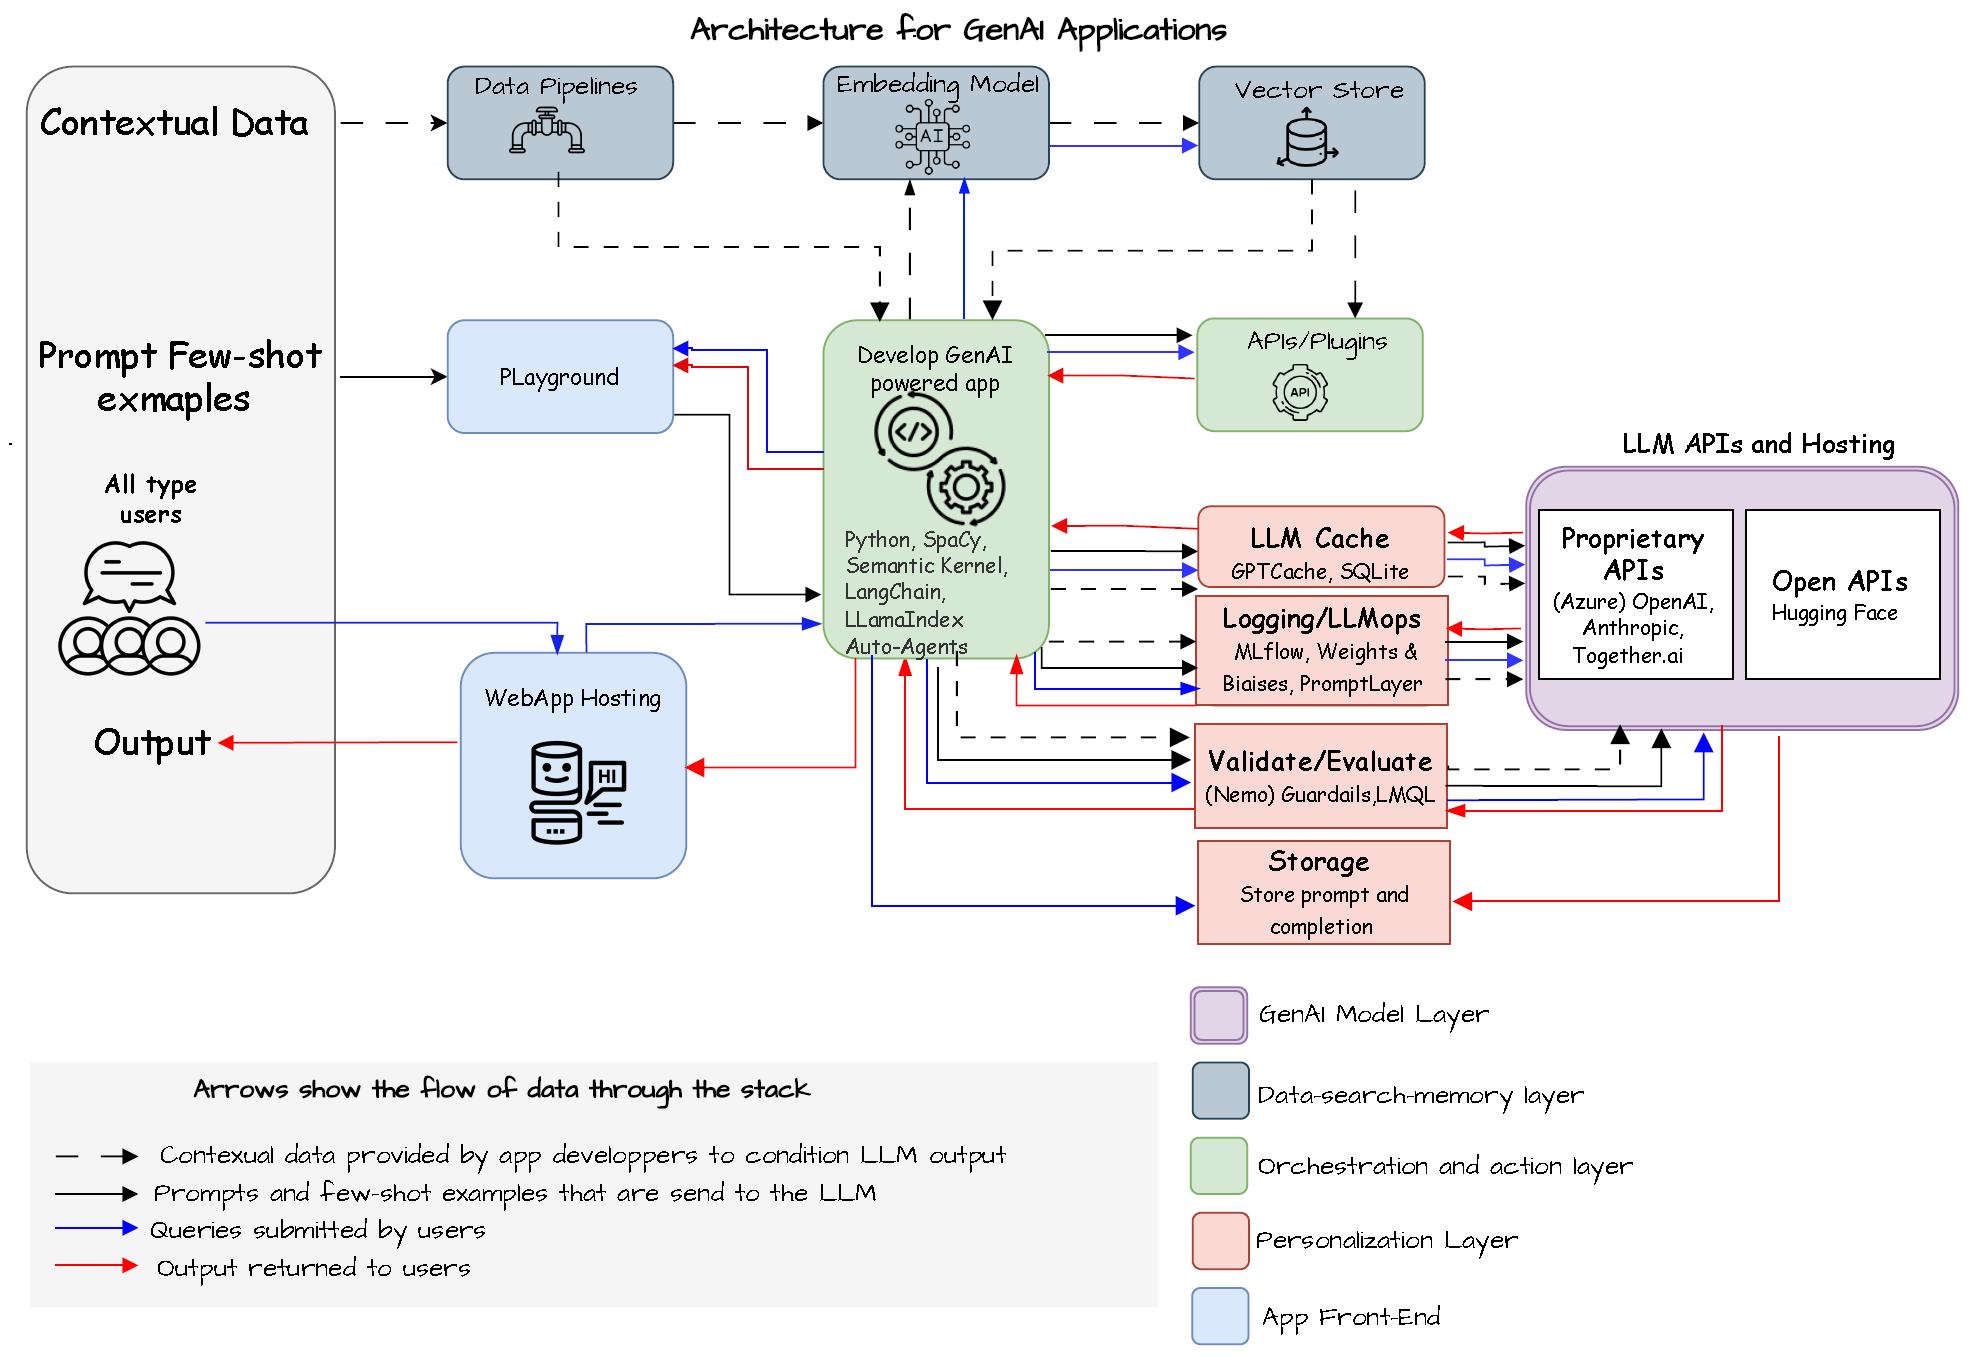 Architecture for GenAI Applications
Contextual Data
Data Pipelines
Embedding Model
AI
Vector Store
Prompt Few-shot
exmaples
PLayground
Develop GenAI
powered app
APIs/Plugins
API
All type
users
Python, SpaCy,
Semantic Kernel,
LangChain,
LLamaIndex
Auto-Agents
LLM APIs and Hosting
LLM Cache
GPTCache, SQLite
Proprietary
APIs
(Azure) OpenAI,
Anthropic,
Together.ai
Open APIs
Hugging Face
Logging/LLMops
MLflow, Weights &
Biaises, PromptLayer
WebApp Hosting
HI
Output
Validate/Evaluate
(Nemo) Guardails,LMQL
Storage
Store prompt and
completion
Arrows show the flow of data through the stack
Contexual data provided by app developpers to condition LLM output
Prompts and few-shot examples that are send to the LLM
Queries submitted by users
Output returned to users
GenAI Model Layer
Data-search-memory layer
Orchestration and action layer
Personalization Layer
App Front-End